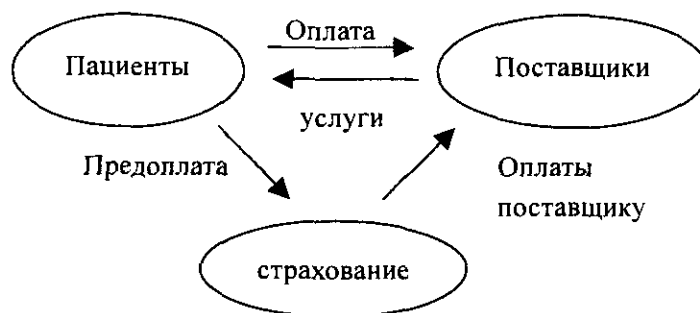 Оплата
Пациенты
Поставщики
услуги
Предоплата
Оплаты
поставщику
страхование